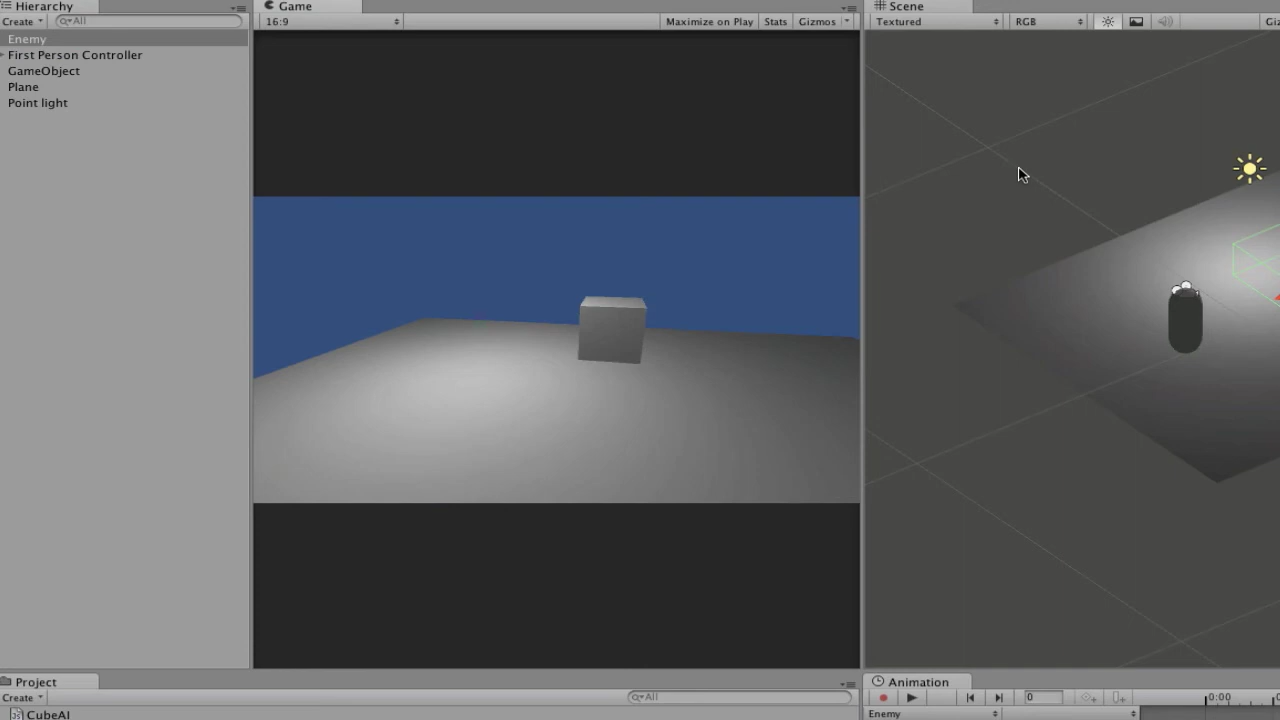 Hierarchy
Create All
Enemy
First Person Controller
GameObject
Plane
Point light
Game
16:9 Maximize on Play Stats Gizmos
Scene
Textured RGB Giz
Project
Create All
CubeAI
Animation
0 0:00
Enemy